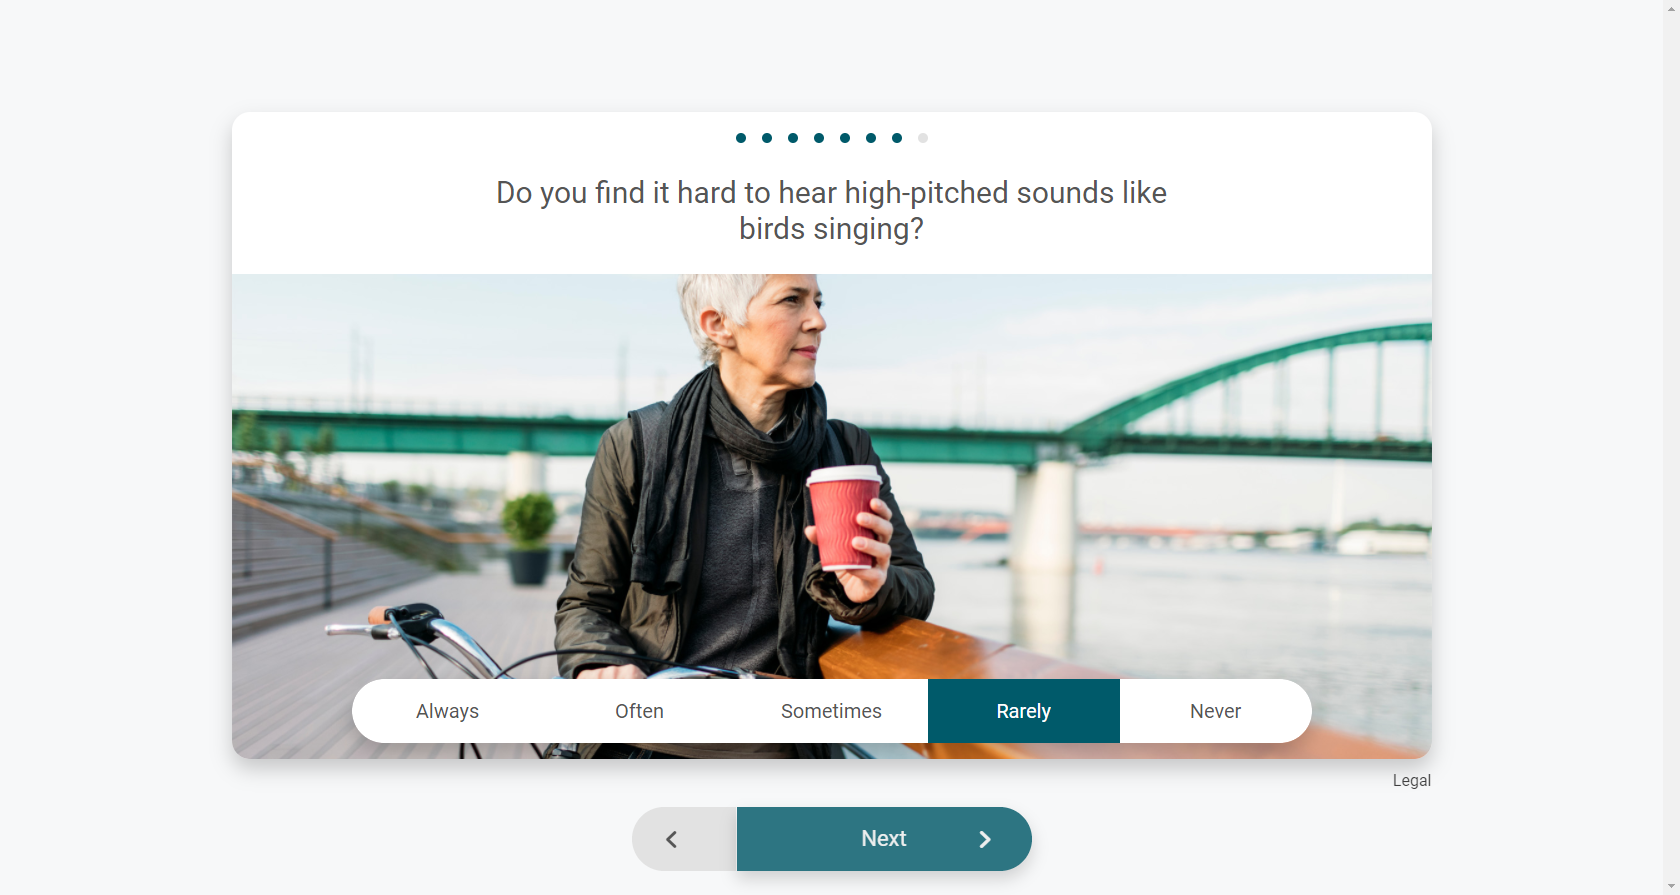 Do you find it hard to hear high-pitched sounds like
birds singing?
Always Often Sometimes Rarely Never
Legal
Next